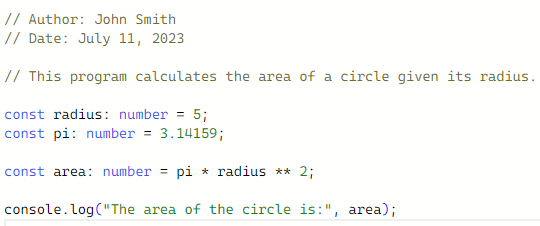 // Author: John Smith
// Date: July 11, 2023
// This program calculates the area of a circle given its radius.
const radius: number = 5;
const pi: number = 3.14159;
const area: number = pi * radius ** 2;
console.log("The area of the circle is:", area);